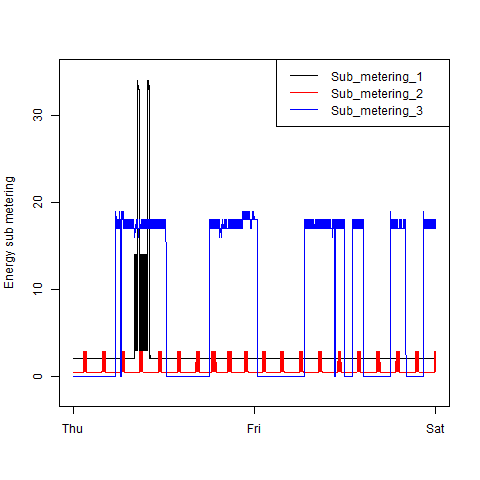 Sub_metering_1
Sub_metering_2
Sub_metering_3
Energy sub metering
30
20
10
0
Thu
Fri
Sat